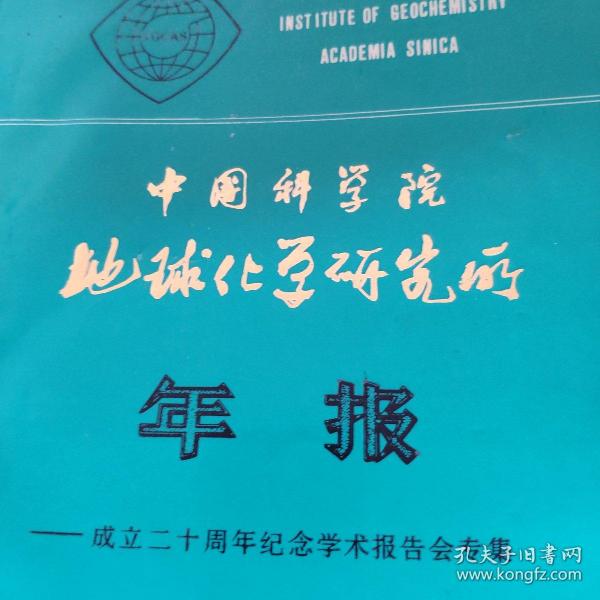 INSTITUTE OF GEOCHEMISTRY
ACADEMIA SINICA
中国科学院
地球化学研究所
年报
——成立二十周年纪念学术报告会专集
孔夫子旧书网
www.kongfz.com